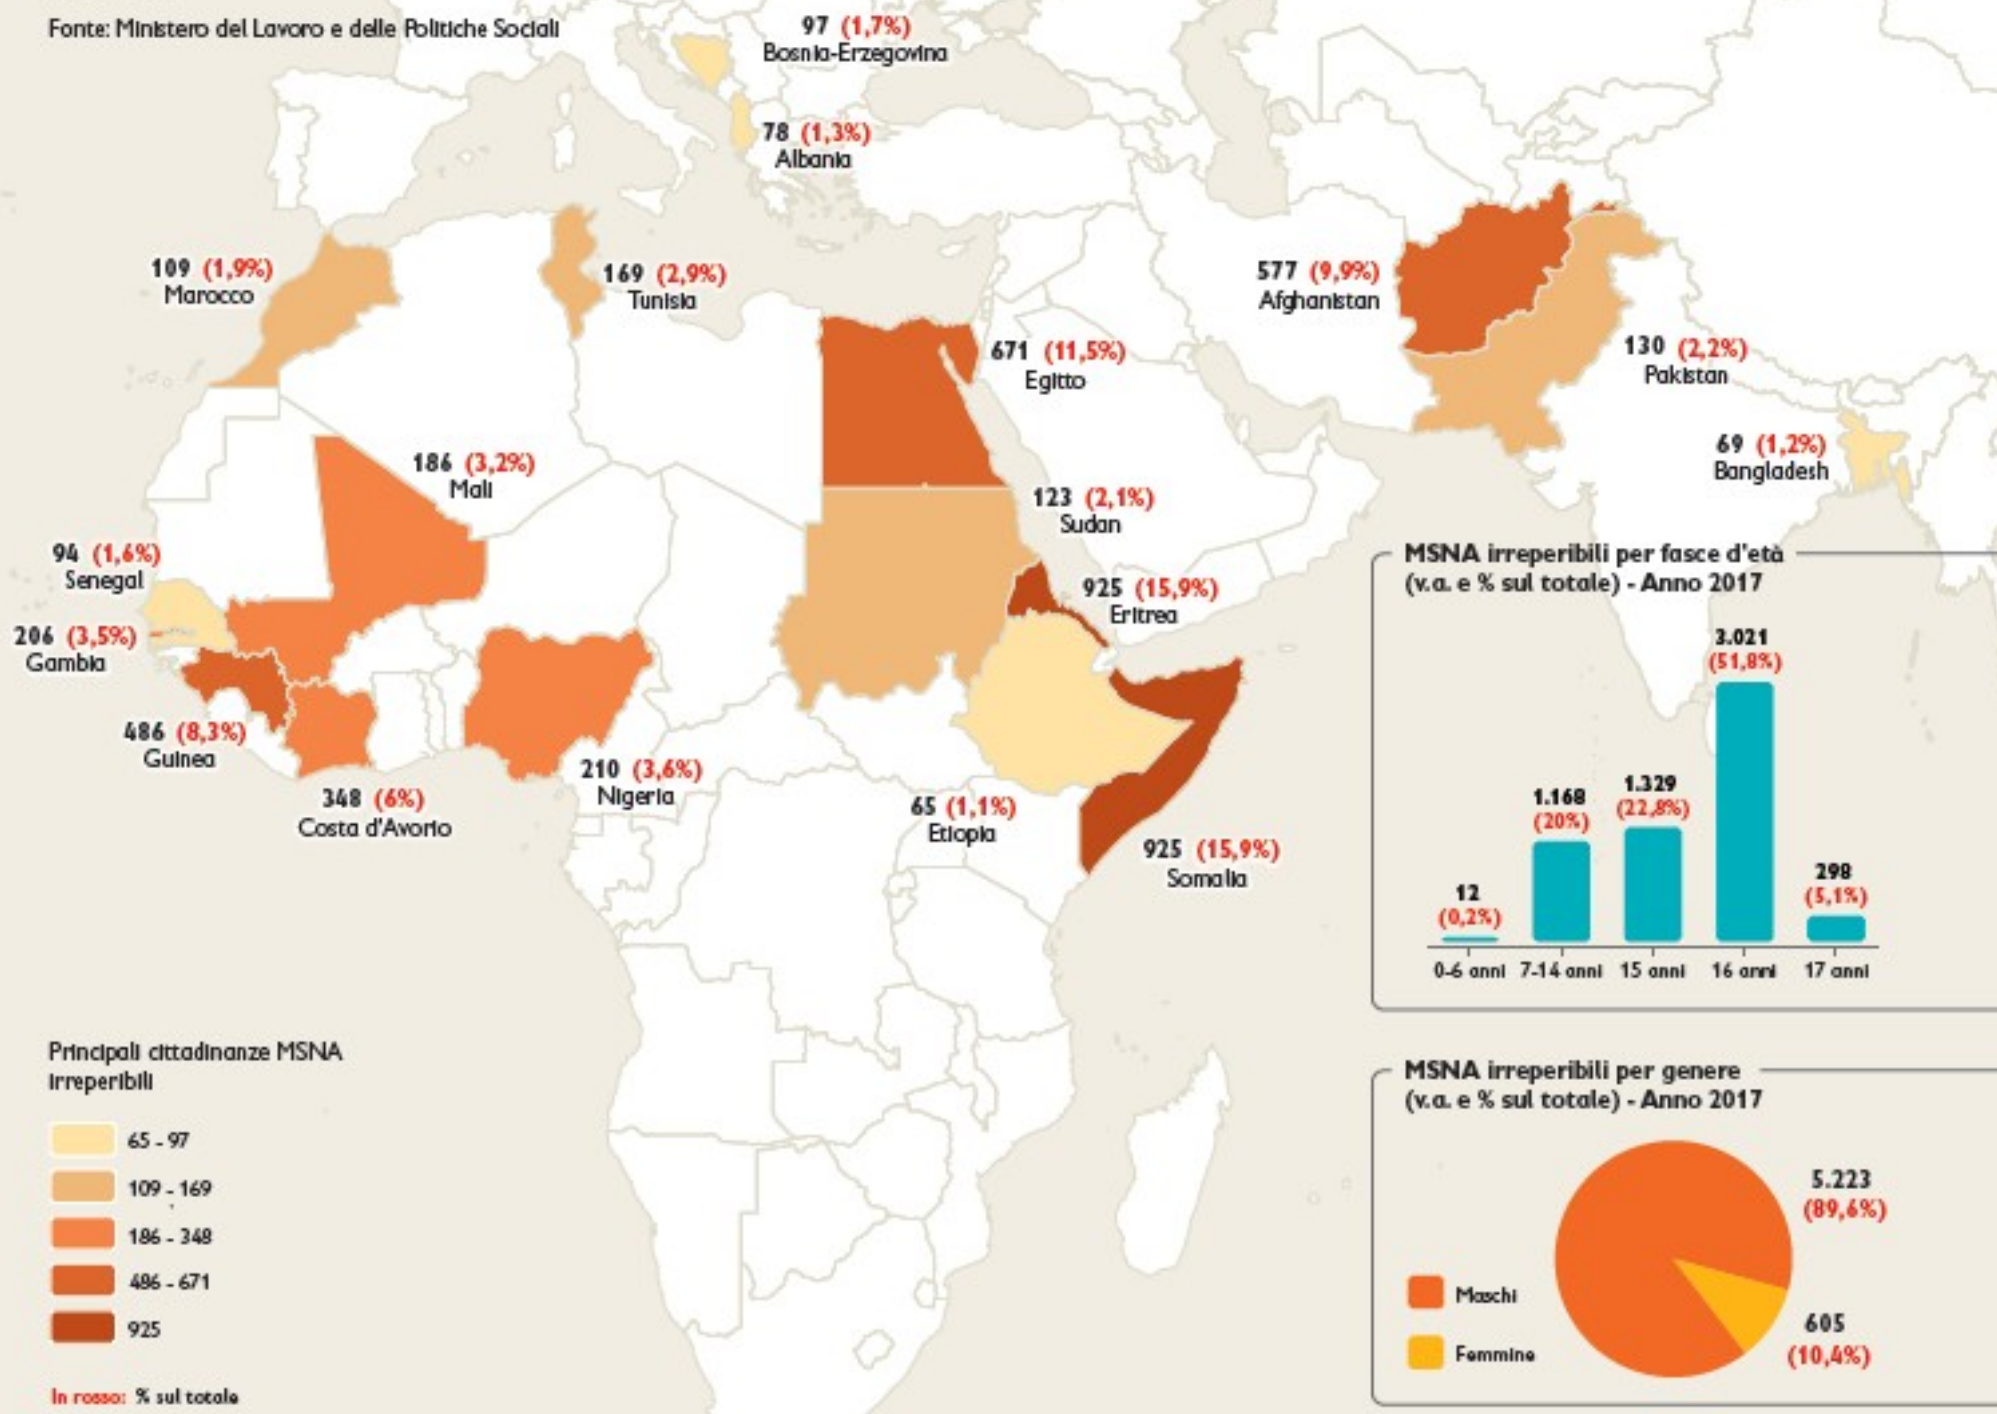 Fonte: Ministero del Lavoro e delle Politiche Sociali
97 (1,7%)
Bosnia-Erzegovina
78 (1,3%)
Albania
109 (1,9%)
Marocco
169 (2,9%)
Tunisia
577 (9,9%)
Afghanistan
671 (11,5%)
Egitto
130 (2,2%)
Pakistan
186 (3,2%)
Mali
69 (1,2%)
Bangladesh
123 (2,1%)
Sudan
94 (1,6%)
Senegal
925 (15,9%)
Eritrea
206 (3,5%)
Gambia
486 (8,3%)
Guinea
210 (3,6%)
Nigeria
348 (6%)
Costa d'Avorio
65 (1,1%)
Etiopia
925 (15,9%)
Somalia
Principali cittadinanze MSNA
irreperibili
65 - 97
109 - 169
186 - 348
486 - 671
925
In rosso: % sul totale
MSNA irreperibili per fasce d'età
(v.a. e % sul totale) - Anno 2017
12
(0,2%)
1.168
(20%)
1.329
(22,8%)
3.021
(51,8%)
298
(5,1%)
0-6 anni 7-14 anni 15 anni 16 anni 17 anni
MSNA irreperibili per genere
(v.a. e % sul totale) - Anno 2017
5.223
(89,6%)
605
(10,4%)
Maschi
Femmine